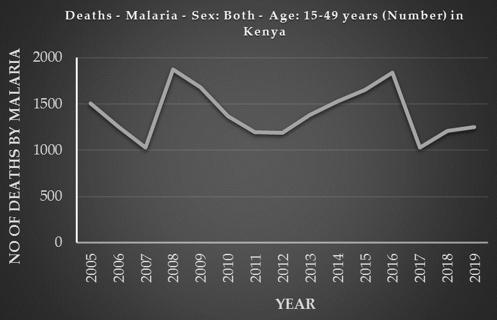 Deaths - Malaria - Sex: Both - Age: 15-49 years (Number) in
Kenya
NO OF DEATHS BY MALARIA
2000
1500
1000
500
0
2005 2006 2007 2008 2009 2010 2011 2012 2013 2014 2015 2016 2017 2018 2019
YEAR